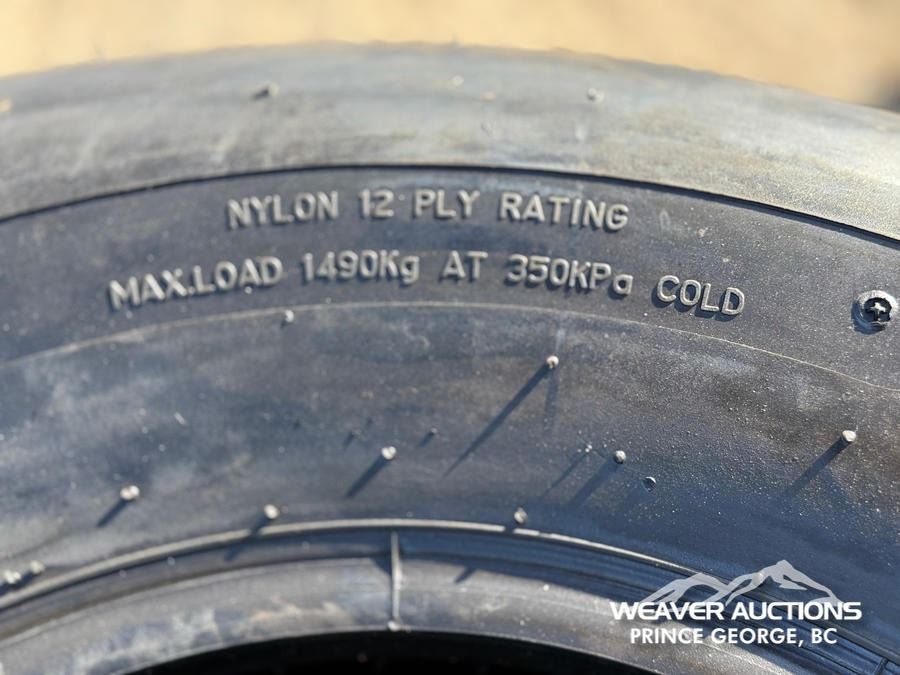 NYLON 12 PLY RATING
MAX.LOAD 1490Kg AT 350KPa COLD
WEAVER AUCTIONS
PRINCE GEORGE, BC